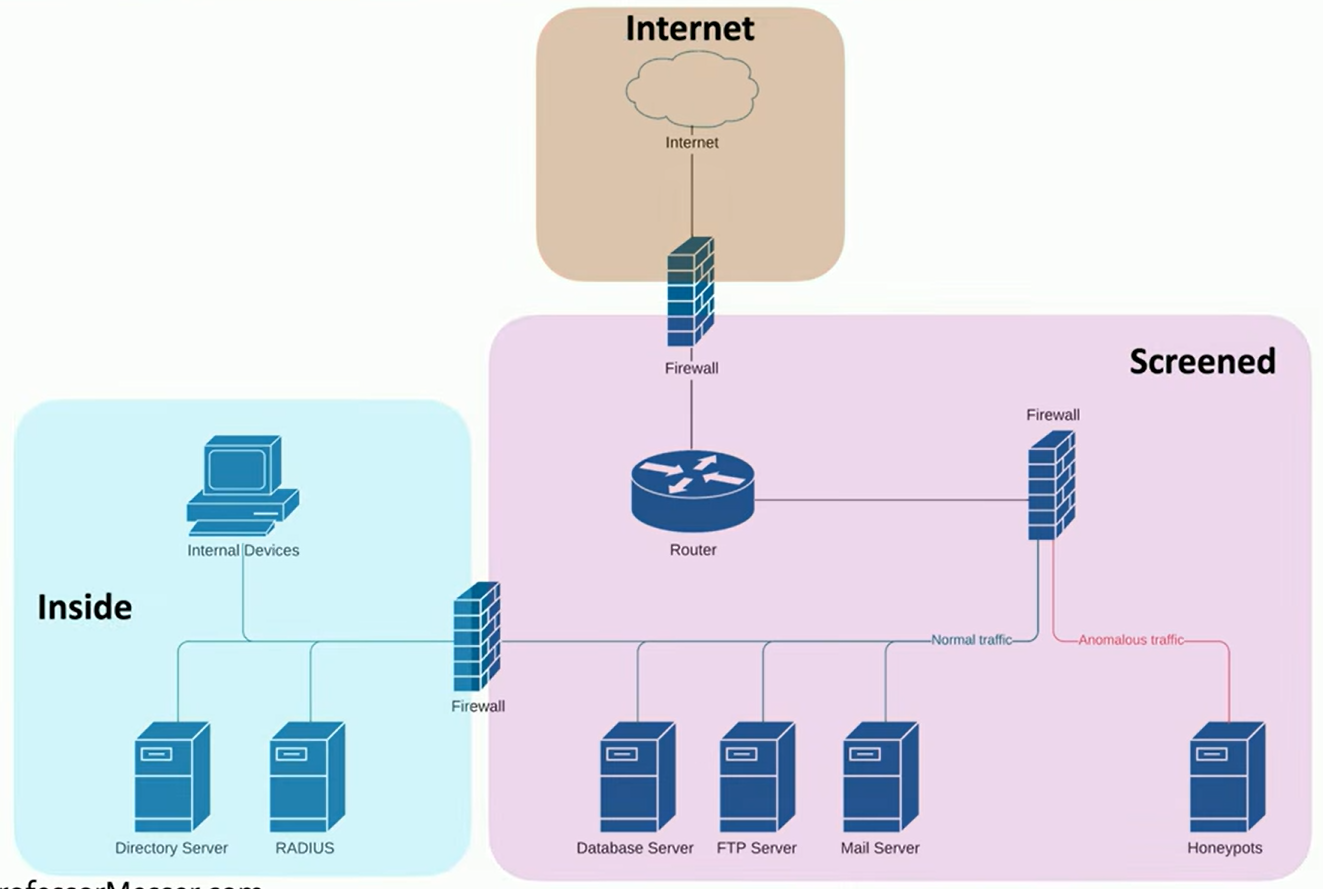 Internet
Internet
Firewall
Screened
Firewall
Router
Internal Devices
Inside
Firewall
Normal traffic
Anomalous traffic
Directory Server
RADIUS
Database Server
FTP Server
Mail Server
Honeypots